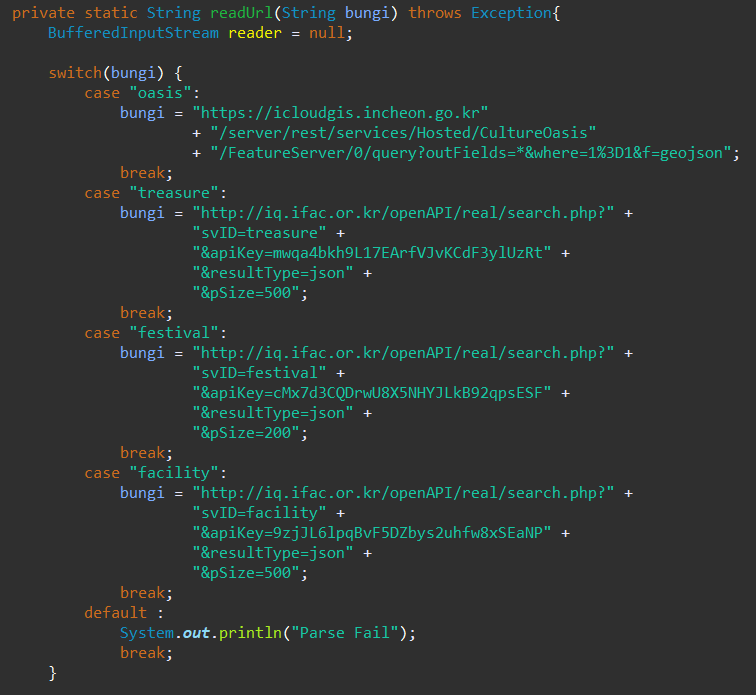 private static String readUrl(String bungi) throws Exception{
    BufferedInputStream reader = null;

    switch(bungi) {
        case "oasis":
            bungi = "https://icloudgis.incheon.go.kr"
                    + "/server/rest/services/Hosted/CultureOasis"
                    + "/FeatureServer/0/query?outFields=*&where=1%3D1&f=geojson";
            break;
        case "treasure":
            bungi = "http://iq.ifac.or.kr/openAPI/real/search.php?" +
                    "svID=treasure" +
                    "&apiKey=mwqa4bkh9L17EArfVJvKCdF3ylUzRt" +
                    "&resultType=json" +
                    "&pSize=500";
            break;
        case "festival":
            bungi = "http://iq.ifac.or.kr/openAPI/real/search.php?" +
                    "svID=festival" +
                    "&apiKey=cMx7d3CQDrwU8X5NHYJLkB92qpsESF" +
                    "&resultType=json" +
                    "&pSize=200";
            break;
        case "facility":
            bungi = "http://iq.ifac.or.kr/openAPI/real/search.php?" +
                    "svID=facility" +
                    "&apiKey=9zjJL6lpqBvF5DZbys2uhfw8xSEaNP" +
                    "&resultType=json" +
                    "&pSize=500";
            break;
        default :
            System.out.println("Parse Fail");
            break;
    }